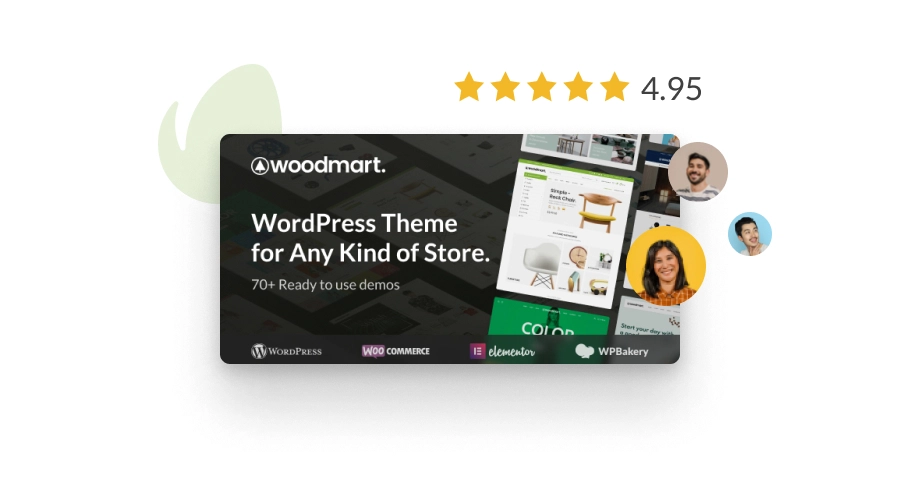 4.95
woodmart.
WordPress Theme
for Any Kind of Store.
70+ Ready to use demos
Simple -
Rock Chair
COLOR
Start your day with
WORDPRESS
WOO COMMERCE
elementor
WPBakery